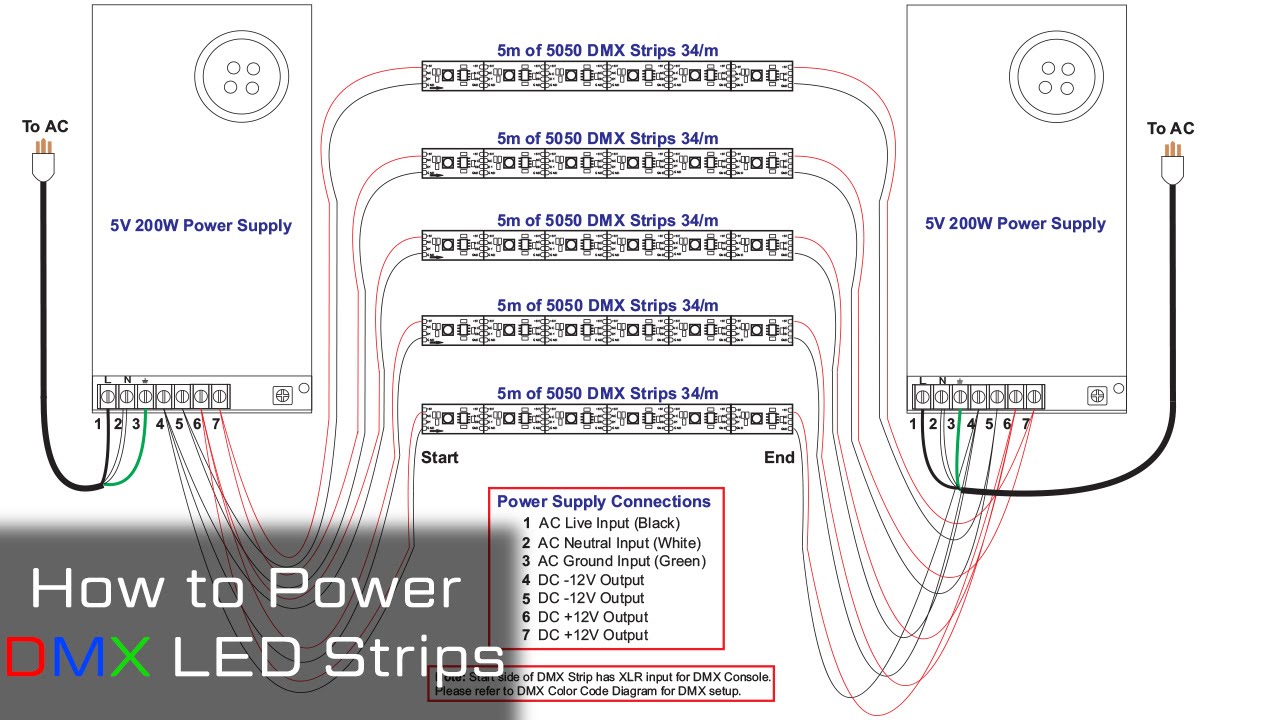 5m of 5050 DMX Strips 34/m
To AC
To AC
5m of 5050 DMX Strips 34/m
5V 200W Power Supply
5m of 5050 DMX Strips 34/m
5V 200W Power Supply
5m of 5050 DMX Strips 34/m
5m of 5050 DMX Strips 34/m
L N
1 2 3 4 5 6 7
L N
1 2 3 4 5 6 7
Start
End
Power Supply Connections
1 AC Live Input (Black)
2 AC Neutral Input (White)
3 AC Ground Input (Green)
4 DC -12V Output
5 DC -12V Output
6 DC +12V Output
7 DC +12V Output
Note: Start side of DMX Strip has XLR input for DMX Console.
Please refer to DMX Color Code Diagram for DMX setup.
How to Power
DMX LED Strips